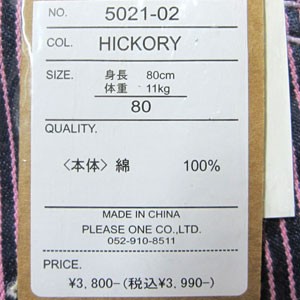 NO. 5021-02
COL. HICKORY
SIZE. 身長 80cm
体重 11kg
80
QUALITY.
〈本体〉綿 100%
MADE IN CHINA
PLEASE ONE CO.,LTD.
052-910-8511
PRICE.
¥3,800-(税込¥3,990-)